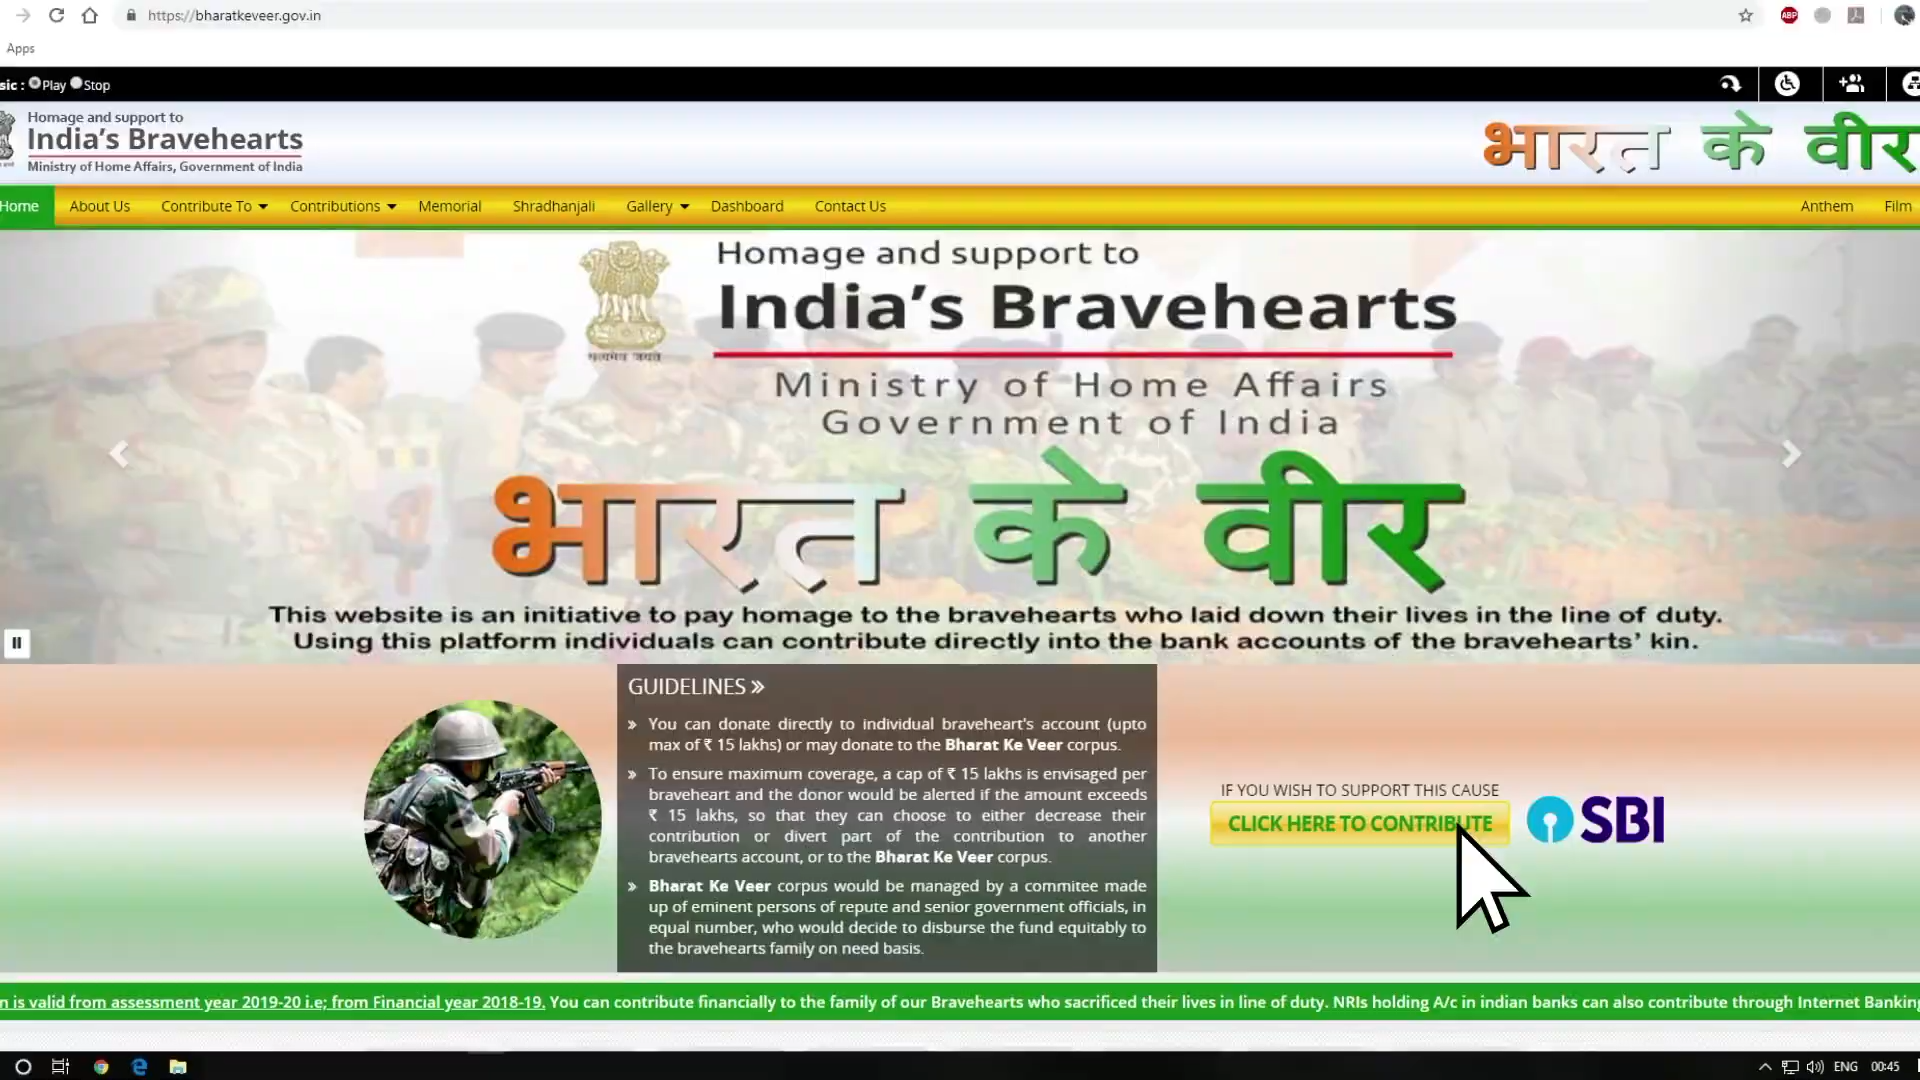 https://bharatkeveer.gov.in
Apps
sic : Play Stop
Homage and support to
India's Bravehearts
Ministry of Home Affairs, Government of India
भारत के वीर
Home About Us Contribute To Contributions Memorial Shradhanjali Gallery Dashboard Contact Us Anthem Film
Homage and support to
India's Bravehearts
सत्यमेव जयते
Ministry of Home Affairs
Government of India
भारत के वीर
This website is an initiative to pay homage to the bravehearts who laid down their lives in the line of duty.
Using this platform individuals can contribute directly into the bank accounts of the bravehearts' kin.
GUIDELINES »
» You can donate directly to individual braveheart's account (upto
max of ₹ 15 lakhs) or may donate to the Bharat Ke Veer corpus.
» To ensure maximum coverage, a cap of ₹ 15 lakhs is envisaged per
braveheart and the donor would be alerted if the amount exceeds
₹ 15 lakhs, so that they can choose to either decrease their
contribution or divert part of the contribution to another
bravehearts account, or to the Bharat Ke Veer corpus.
» Bharat Ke Veer corpus would be managed by a commitee made
up of eminent persons of repute and senior government officials, in
equal number, who would decide to disburse the fund equitably to
the bravehearts family on need basis.
IF YOU WISH TO SUPPORT THIS CAUSE
CLICK HERE TO CONTRIBUTE
SBI
n is valid from assessment year 2019-20 i.e; from Financial year 2018-19. You can contribute financially to the family of our Bravehearts who sacrificed their lives in line of duty. NRIs holding A/c in indian banks can also contribute through Internet Banking
ENG 00:45